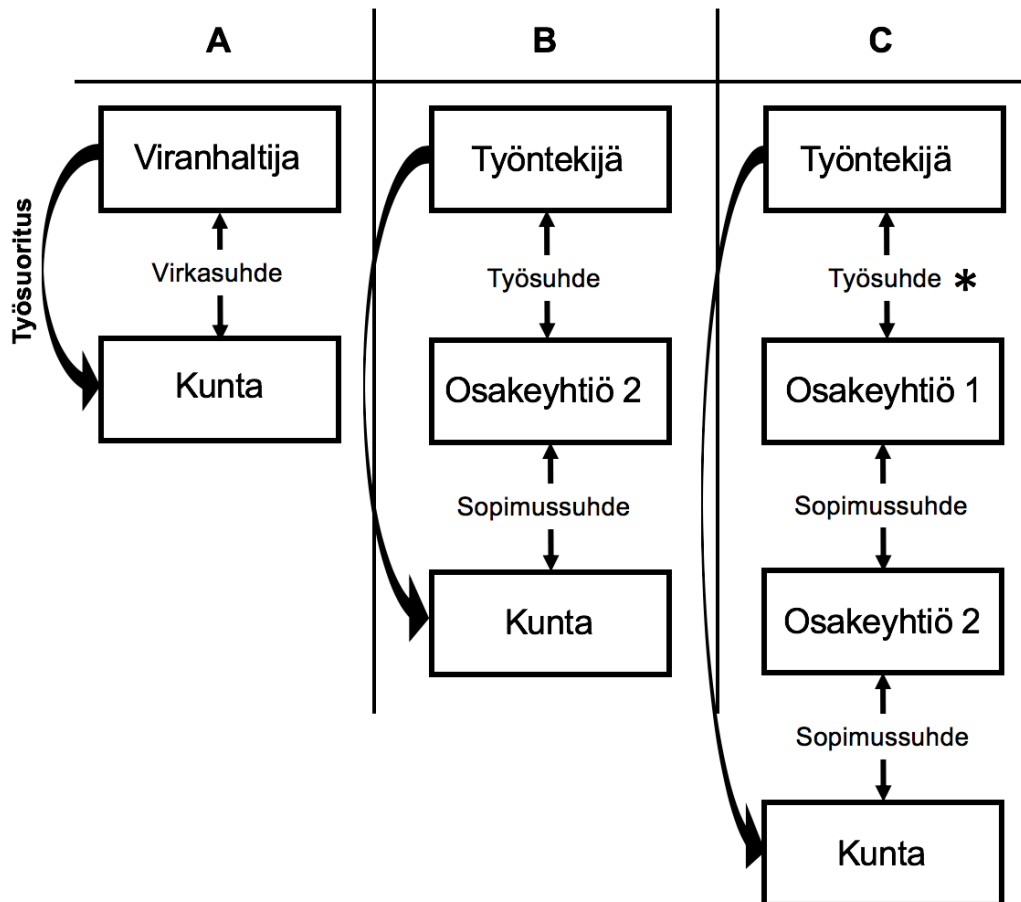 A
B
C
Viranhaltija
Työsuoritus
Virkasuhde
Kunta
Työntekijä
Työsuhde
Osakeyhtiö 2
Sopimussuhde
Kunta
Työntekijä
Työsuhde *
Osakeyhtiö 1
Sopimussuhde
Osakeyhtiö 2
Sopimussuhde
Kunta